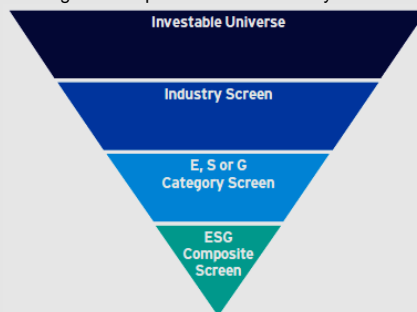 Investable Universe
Industry Screen
E, S or G
Category Screen
ESG
Composite
Screen